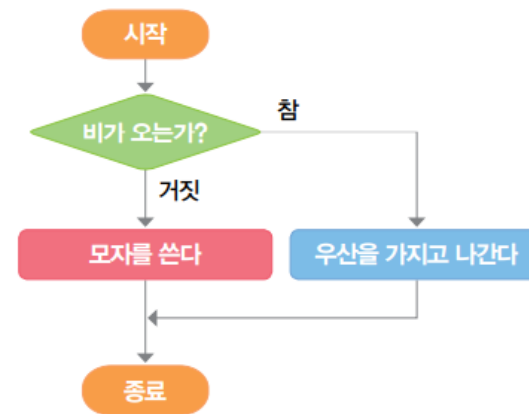 시작
비가 오는가?
참
거짓
모자를 쓴다
우산을 가지고 나간다
종료